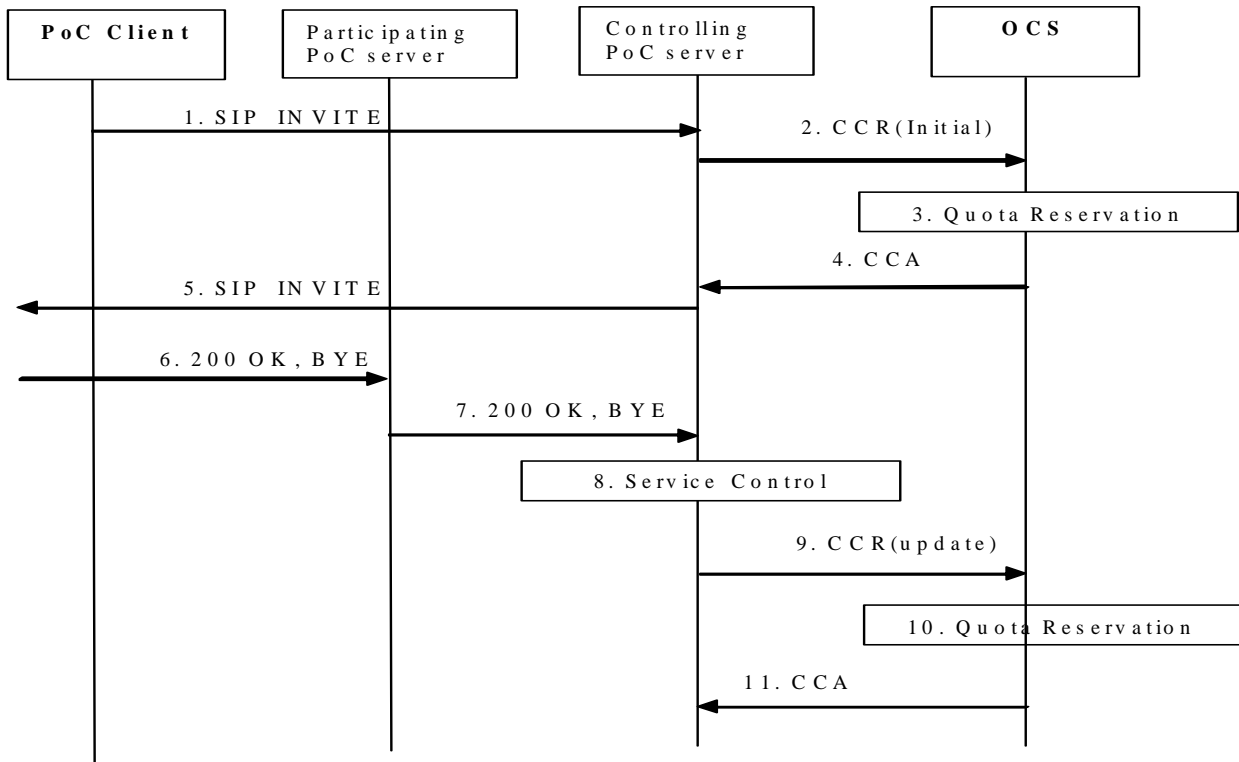 PoC Client
Participating
PoC server
Controlling
PoC server
OCS
1. SIP INVITE
2. CCR(Initial)
3. Quota Reservation
4. CCA
5. SIP INVITE
6. 200 OK, BYE
7. 200 OK, BYE
8. Service Control
9. CCR(update)
10. Quota Reservation
11. CCA